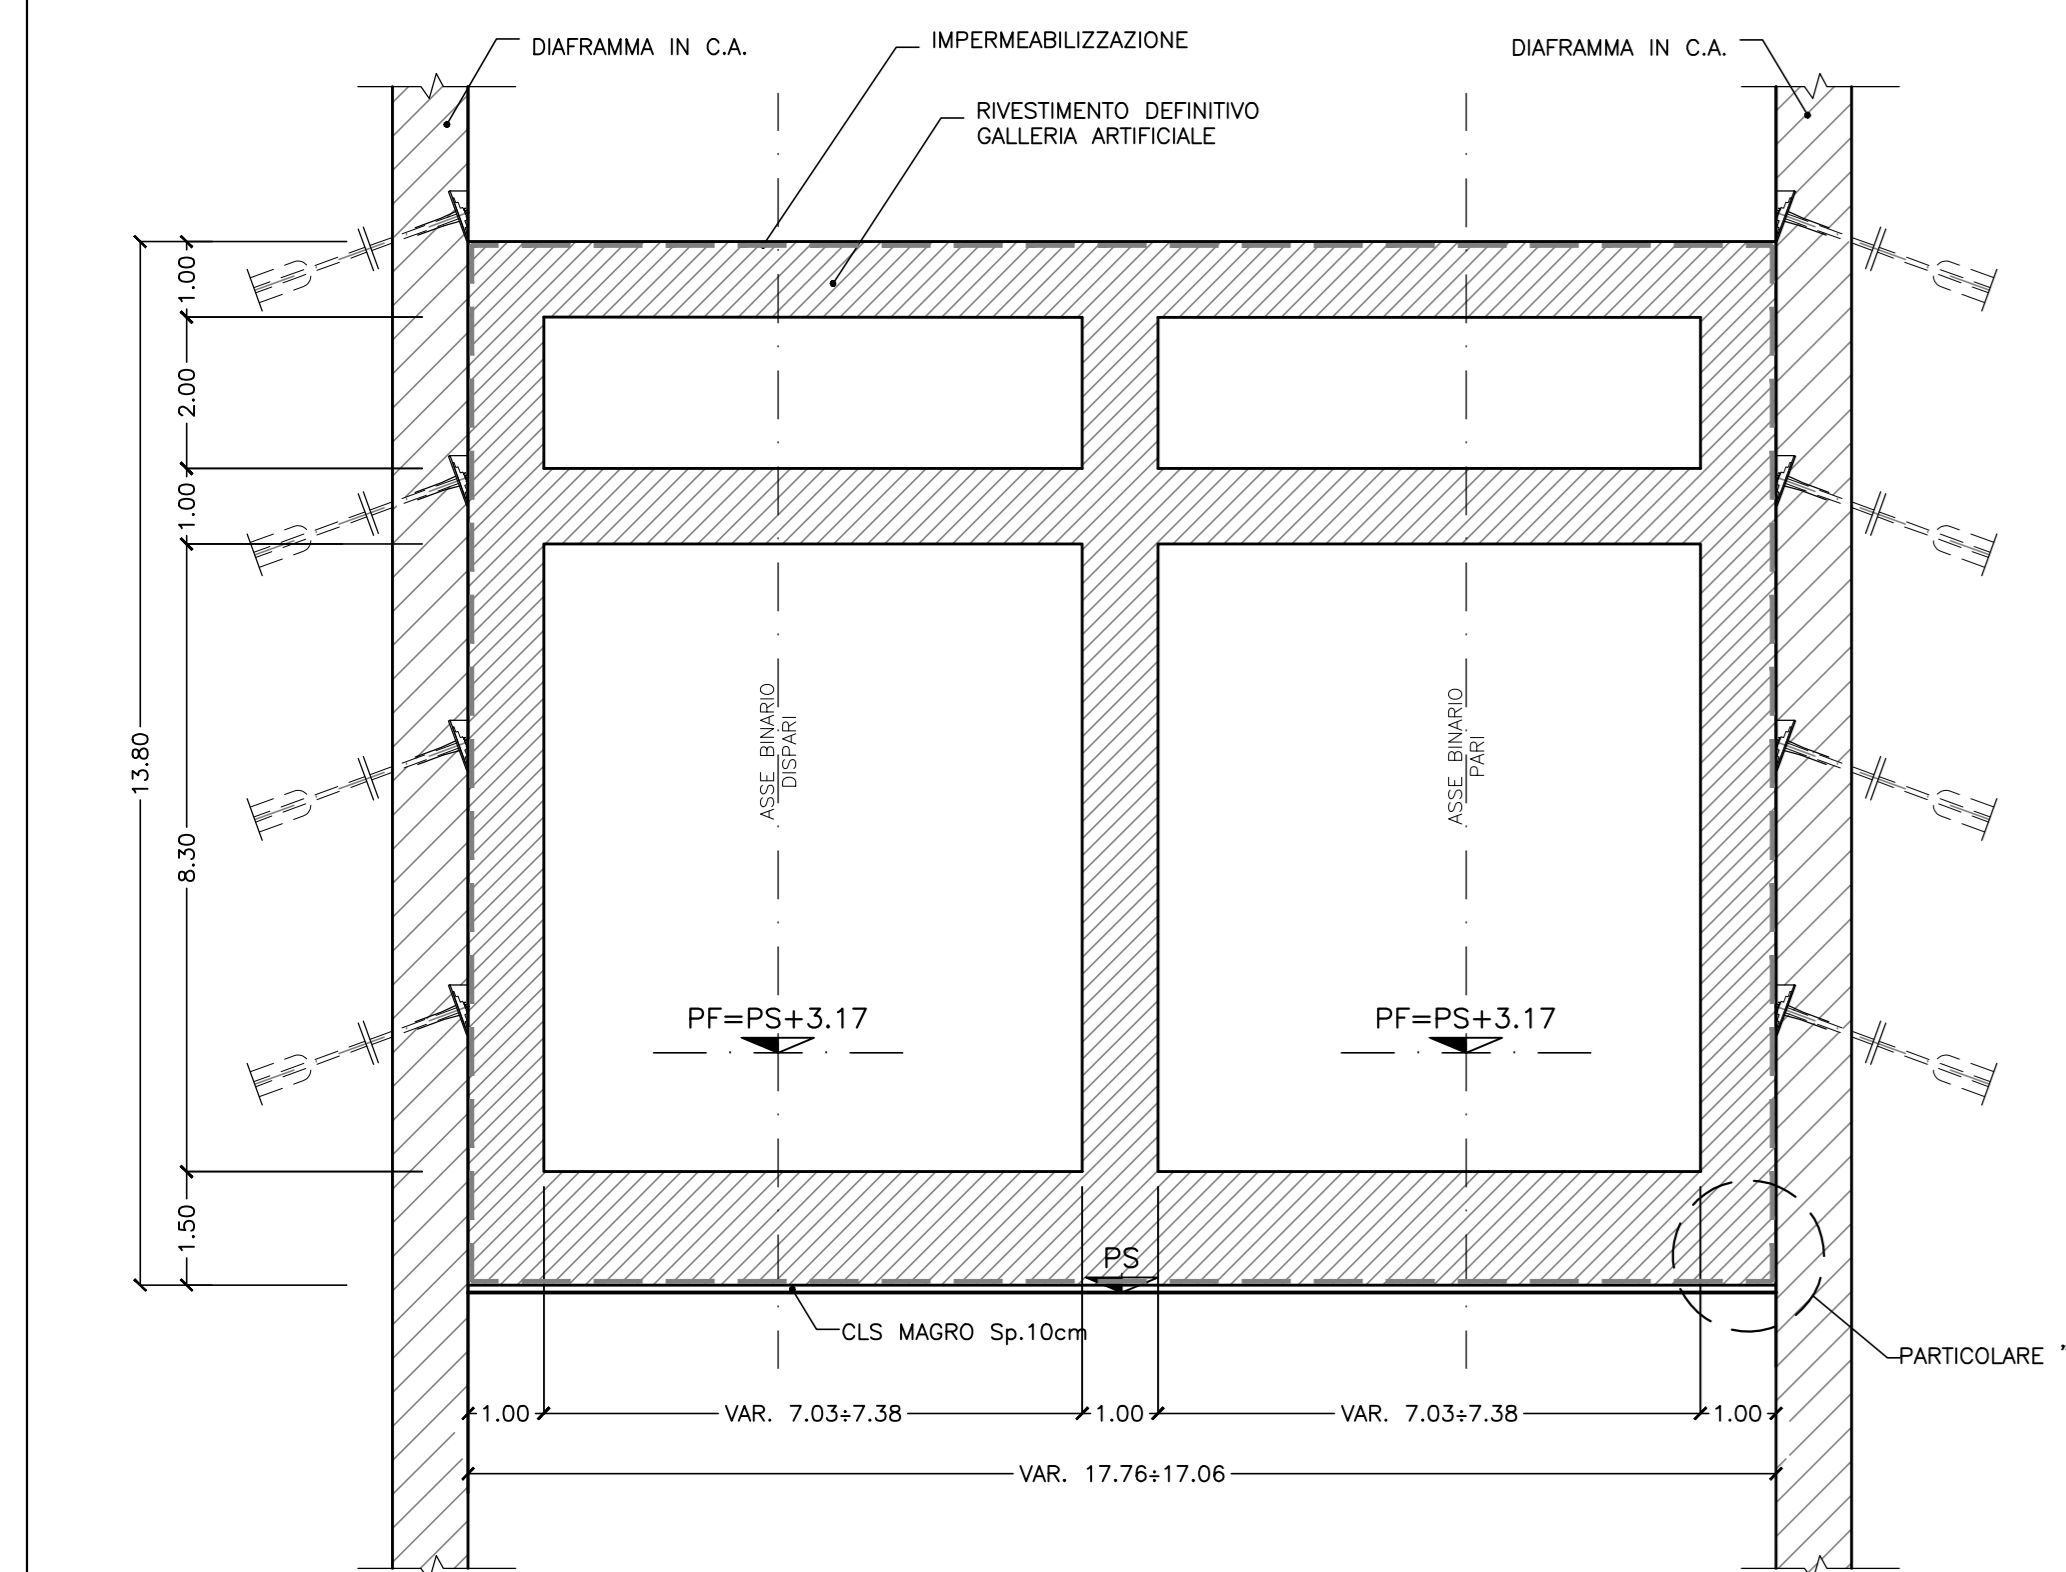 DIAFRAMMA IN C.A.
IMPERMEABILIZZAZIONE
DIAFRAMMA IN C.A.
RIVESTIMENTO DEFINITIVO
GALLERIA ARTIFICIALE
1.00
2.00
1.00
13.80
8.30
1.50
ASSE BINARIO
DISPARI
ASSE BINARIO
PARI
PF=PS+3.17
PF=PS+3.17
PS
CLS MAGRO Sp.10cm
PARTICOLARE "
1.00
VAR. 7.03÷7.38
1.00
VAR. 7.03÷7.38
1.00
VAR. 17.76÷17.06